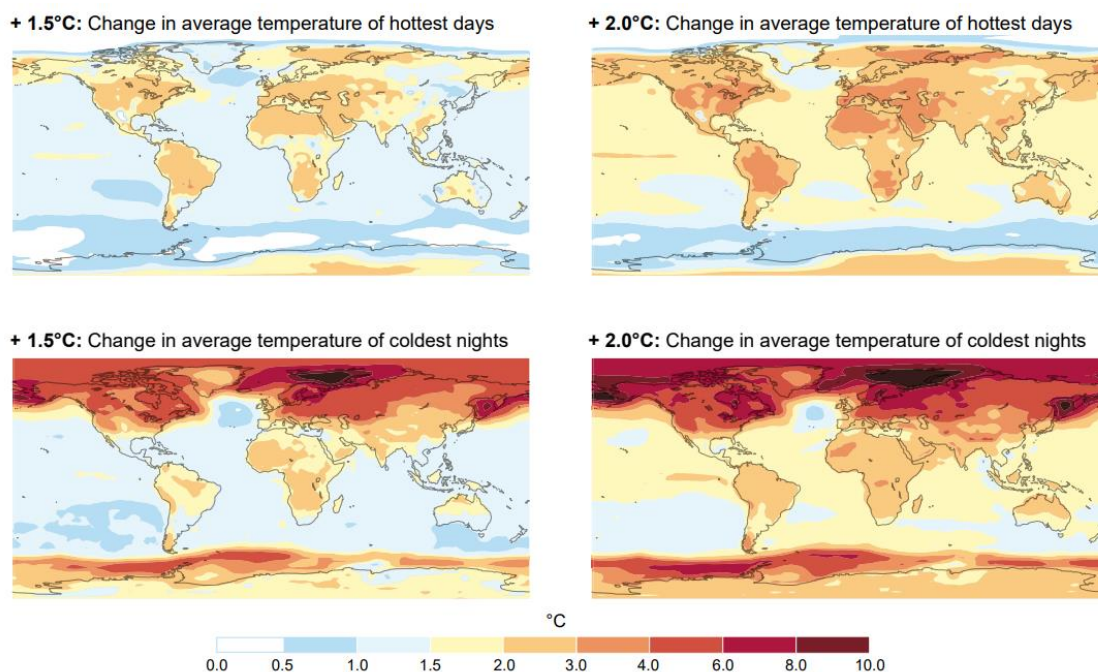 + 1.5°C: Change in average temperature of hottest days
+ 2.0°C: Change in average temperature of hottest days
+ 1.5°C: Change in average temperature of coldest nights
+ 2.0°C: Change in average temperature of coldest nights
°C
0.0 0.5 1.0 1.5 2.0 3.0 4.0 6.0 8.0 10.0